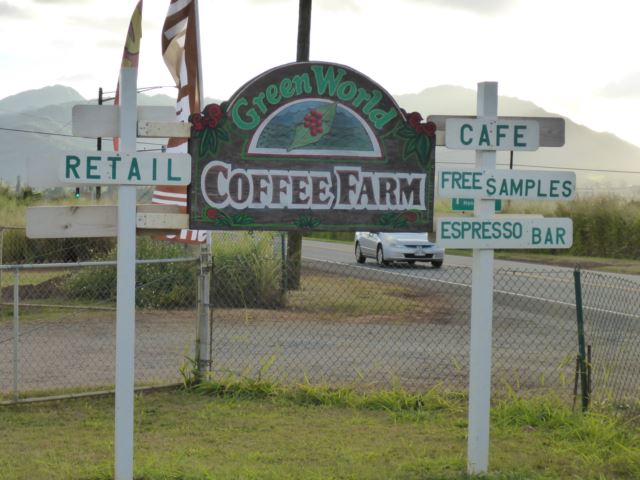 Green World
COFFEE FARM
RETAIL
CAFE
FREE SAMPLES
ESPRESSO BAR